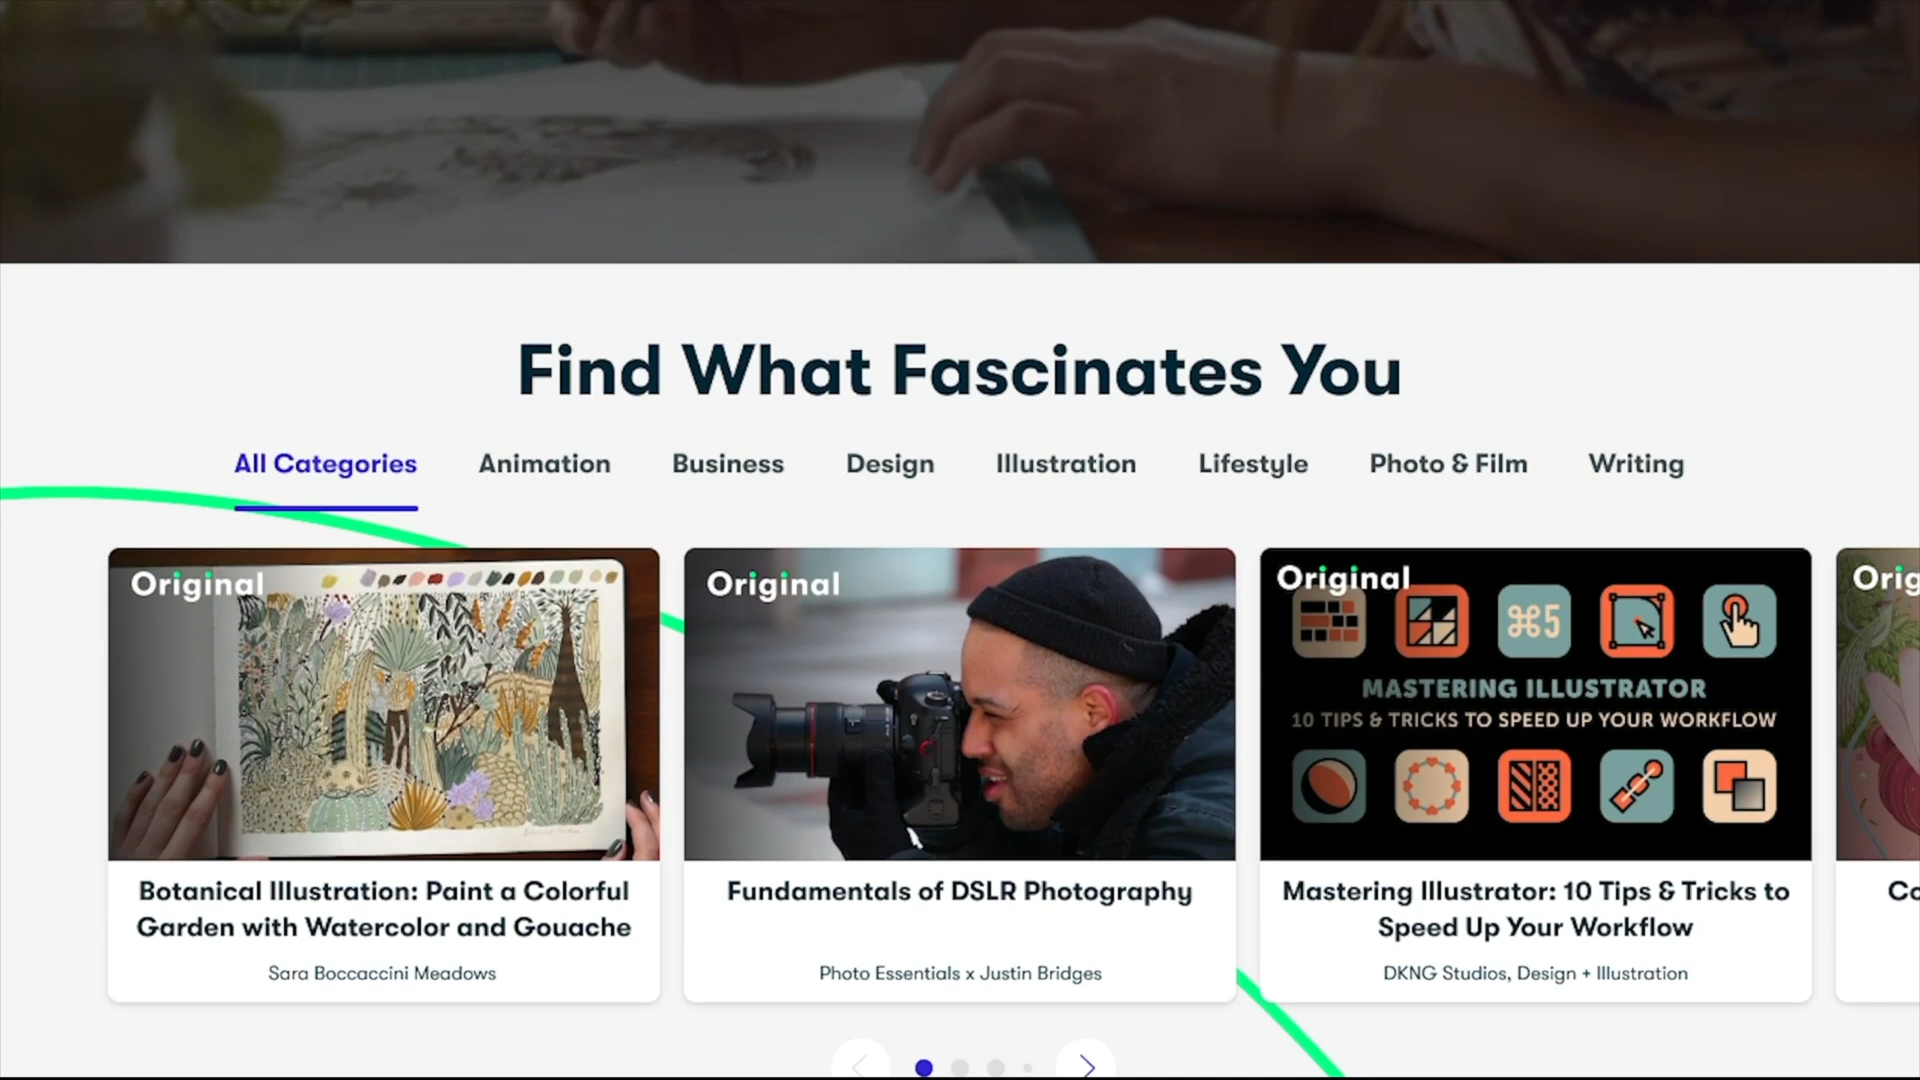 Find What Fascinates You
All Categories Animation Business Design Illustration Lifestyle Photo & Film Writing
Original
Original
Original
⌘5
MASTERING ILLUSTRATOR
10 TIPS & TRICKS TO SPEED UP YOUR WORKFLOW
Orig
Botanical Illustration: Paint a Colorful
Garden with Watercolor and Gouache
Sara Boccaccini Meadows
Fundamentals of DSLR Photography
Photo Essentials x Justin Bridges
Mastering Illustrator: 10 Tips & Tricks to
Speed Up Your Workflow
DKNG Studios, Design + Illustration
Co